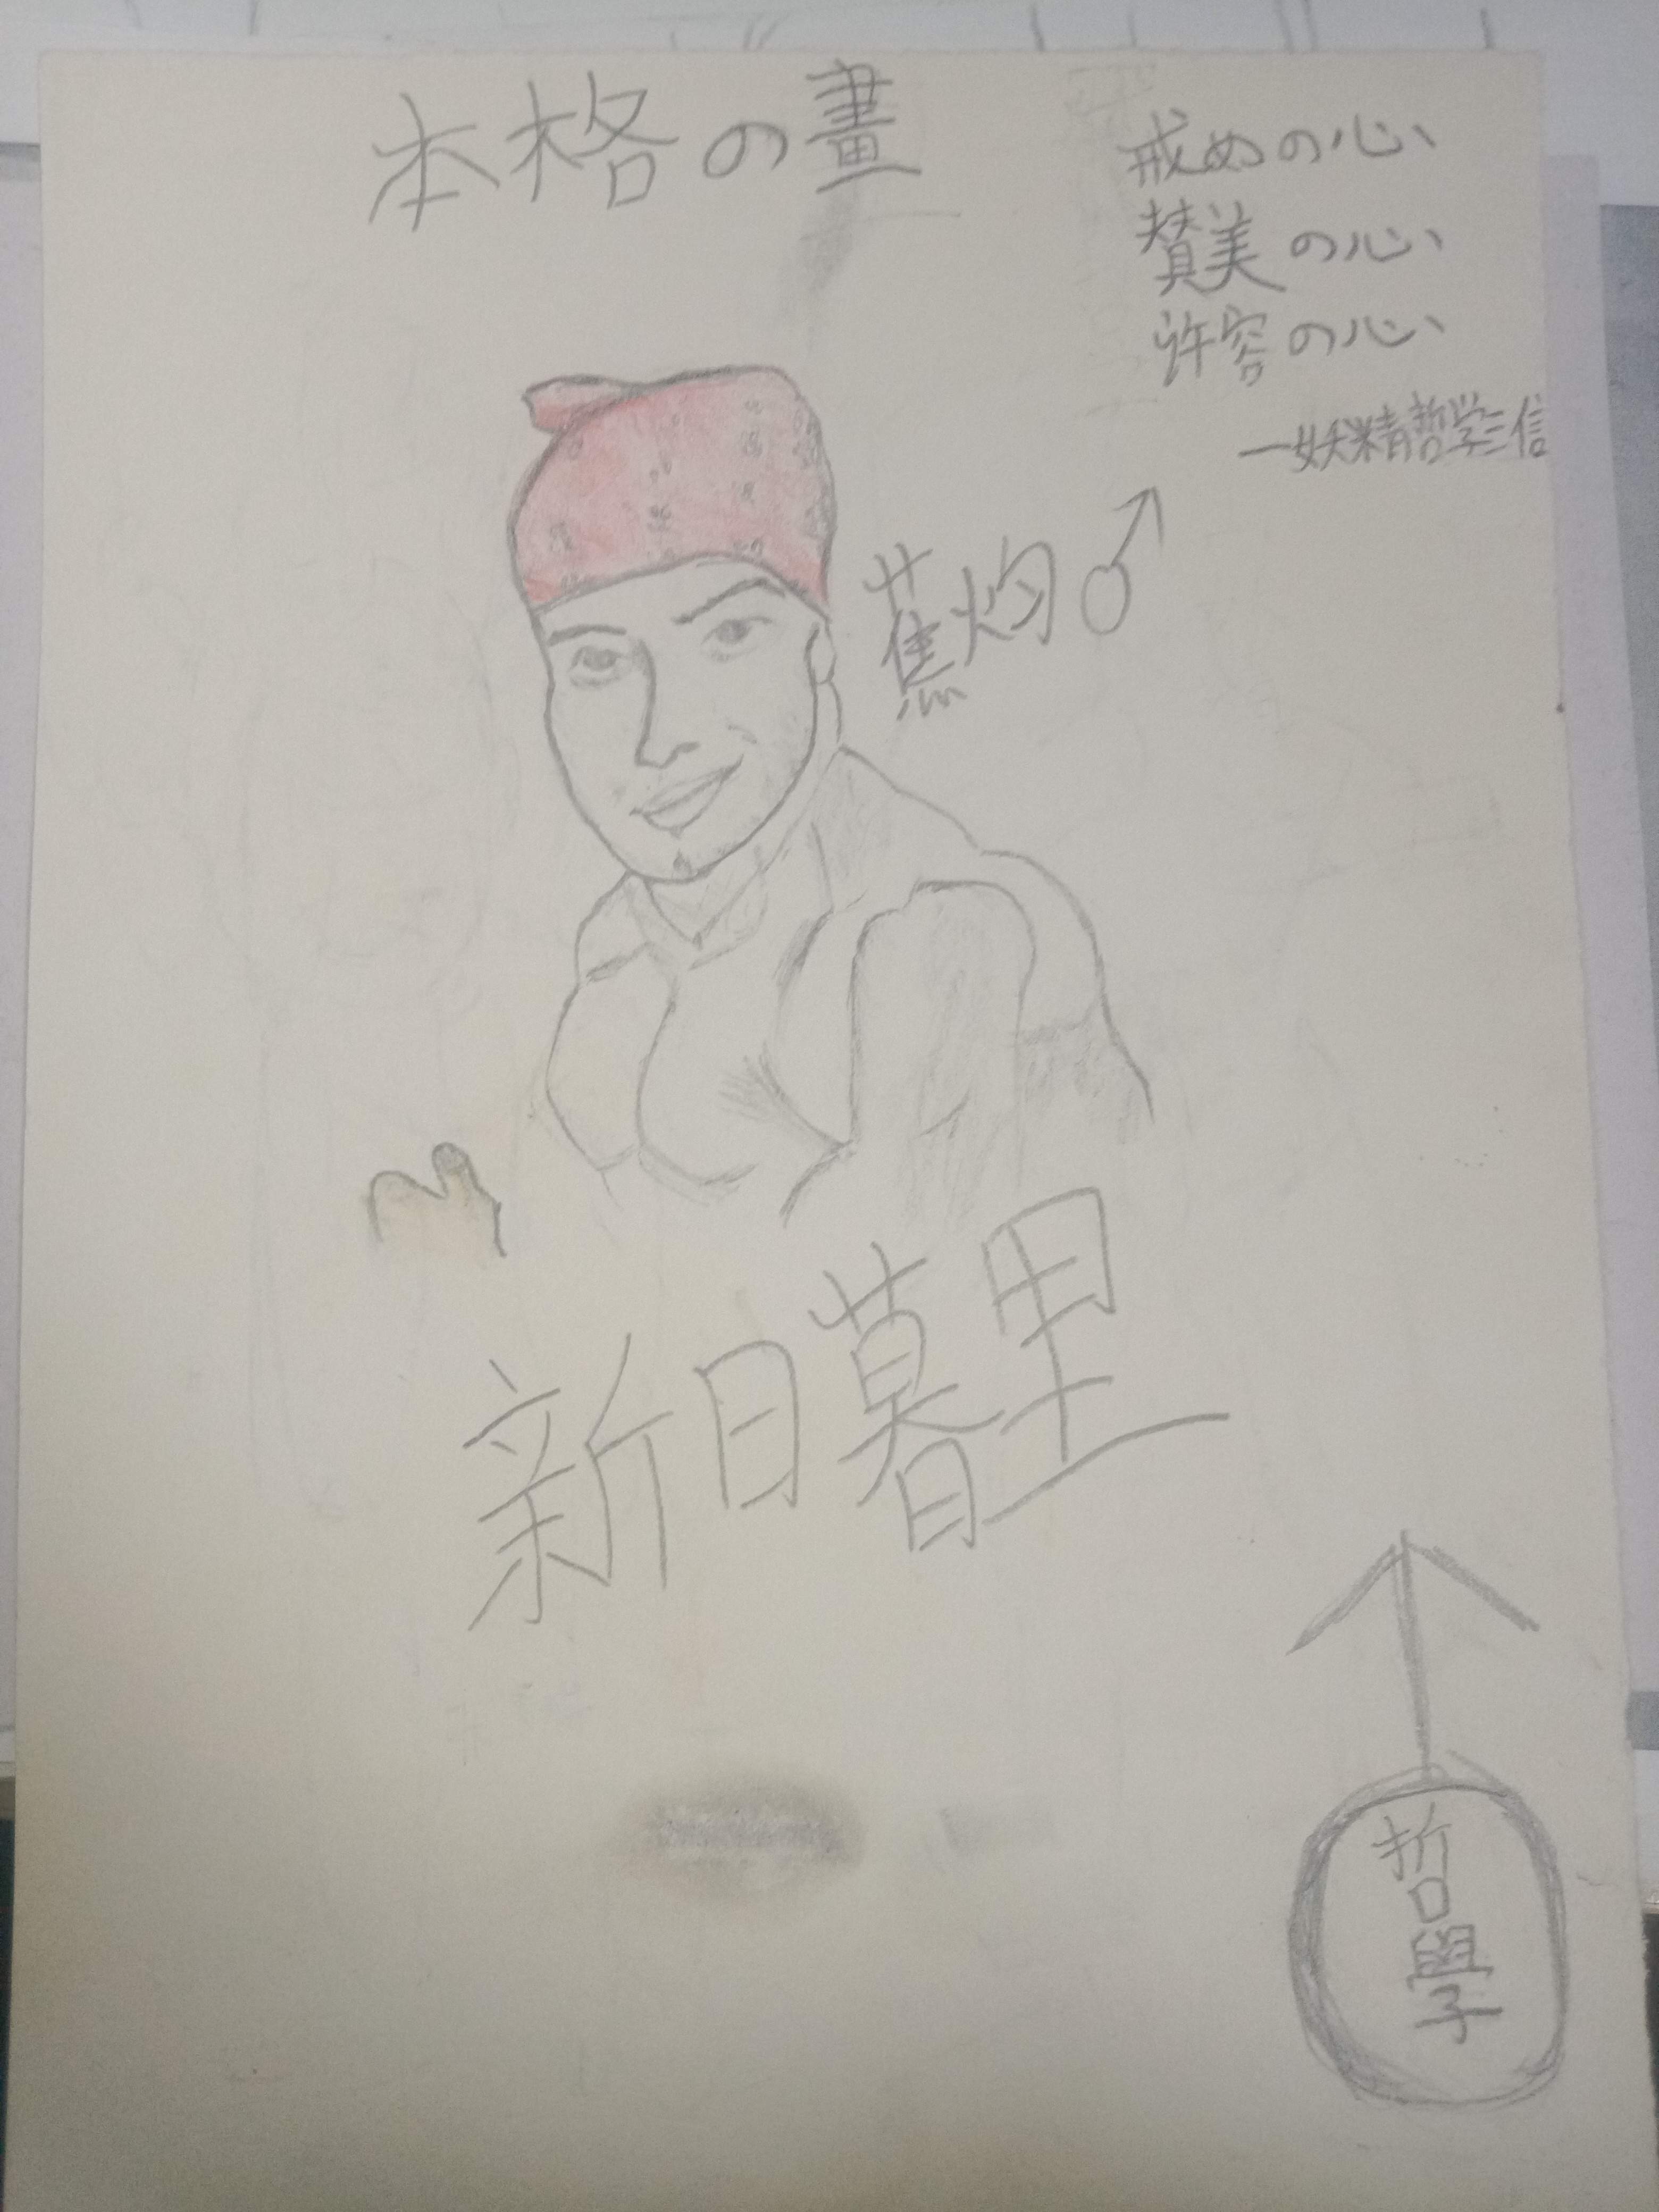 本格の畫
戒めの心
賛美の心
许容の心
一妖精哲学三信
蕉灼♂
新日暮里
哲學